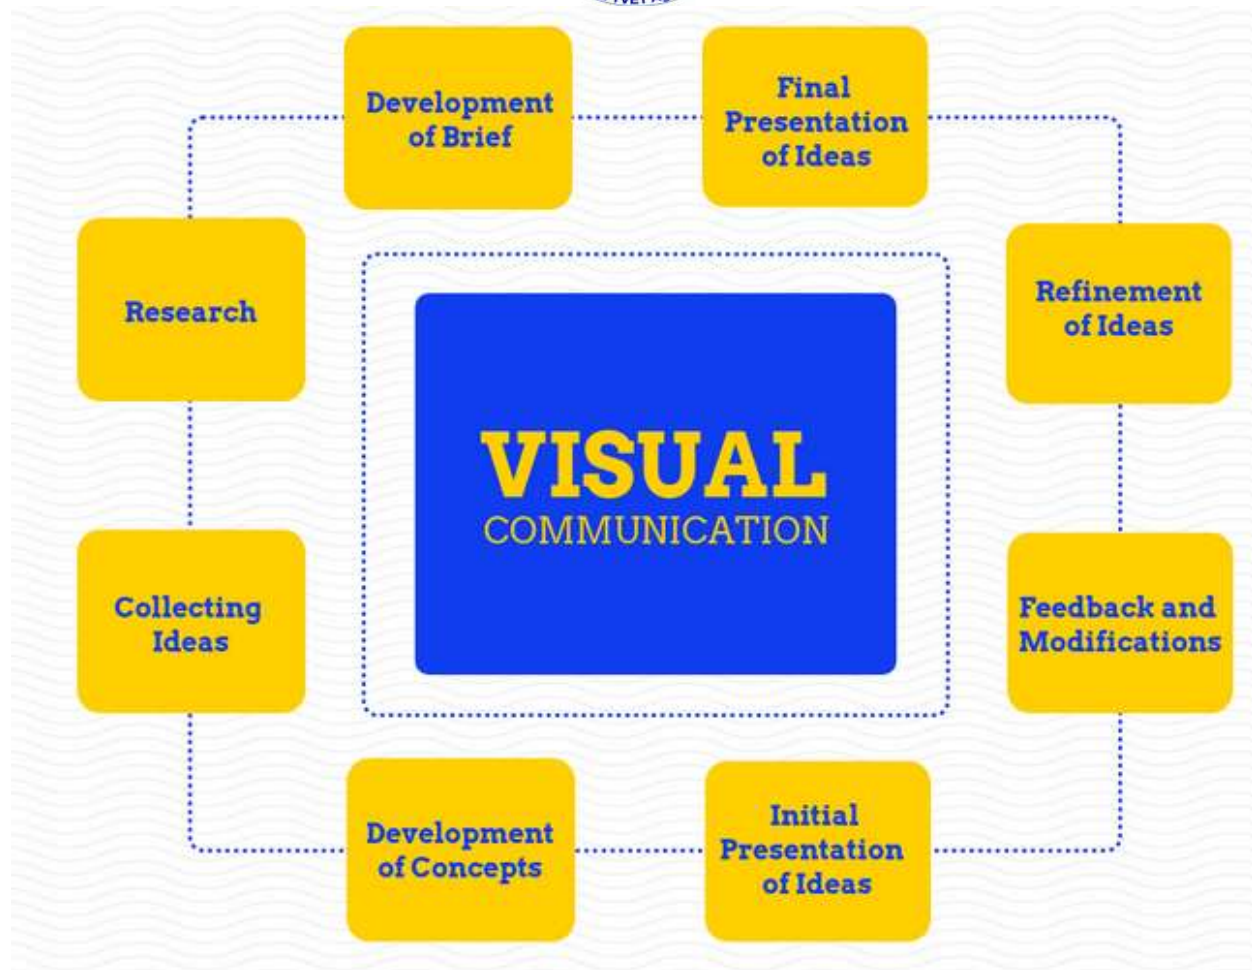 Development
of Brief
Final
Presentation
of Ideas
Research
Refinement
of Ideas
VISUAL
COMMUNICATION
Collecting
Ideas
Feedback and
Modifications
Development
of Concepts
Initial
Presentation
of Ideas